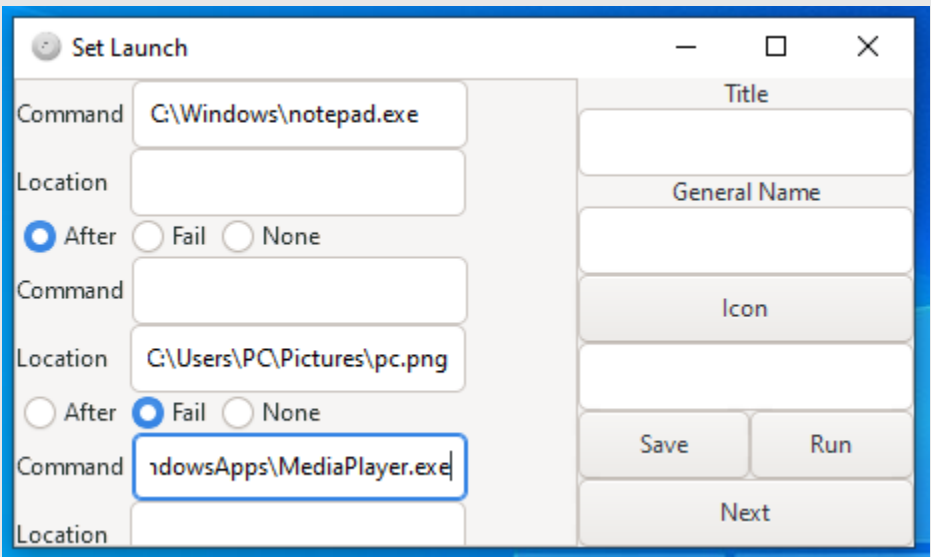 Set Launch
Command C:\Windows\notepad.exe
Location
After Fail None
Command
Location C:\Users\PC\Pictures\pc.png
After Fail None
Command ndowsApps\MediaPlayer.exe
Location
Title
General Name
Icon
Save Run
Next